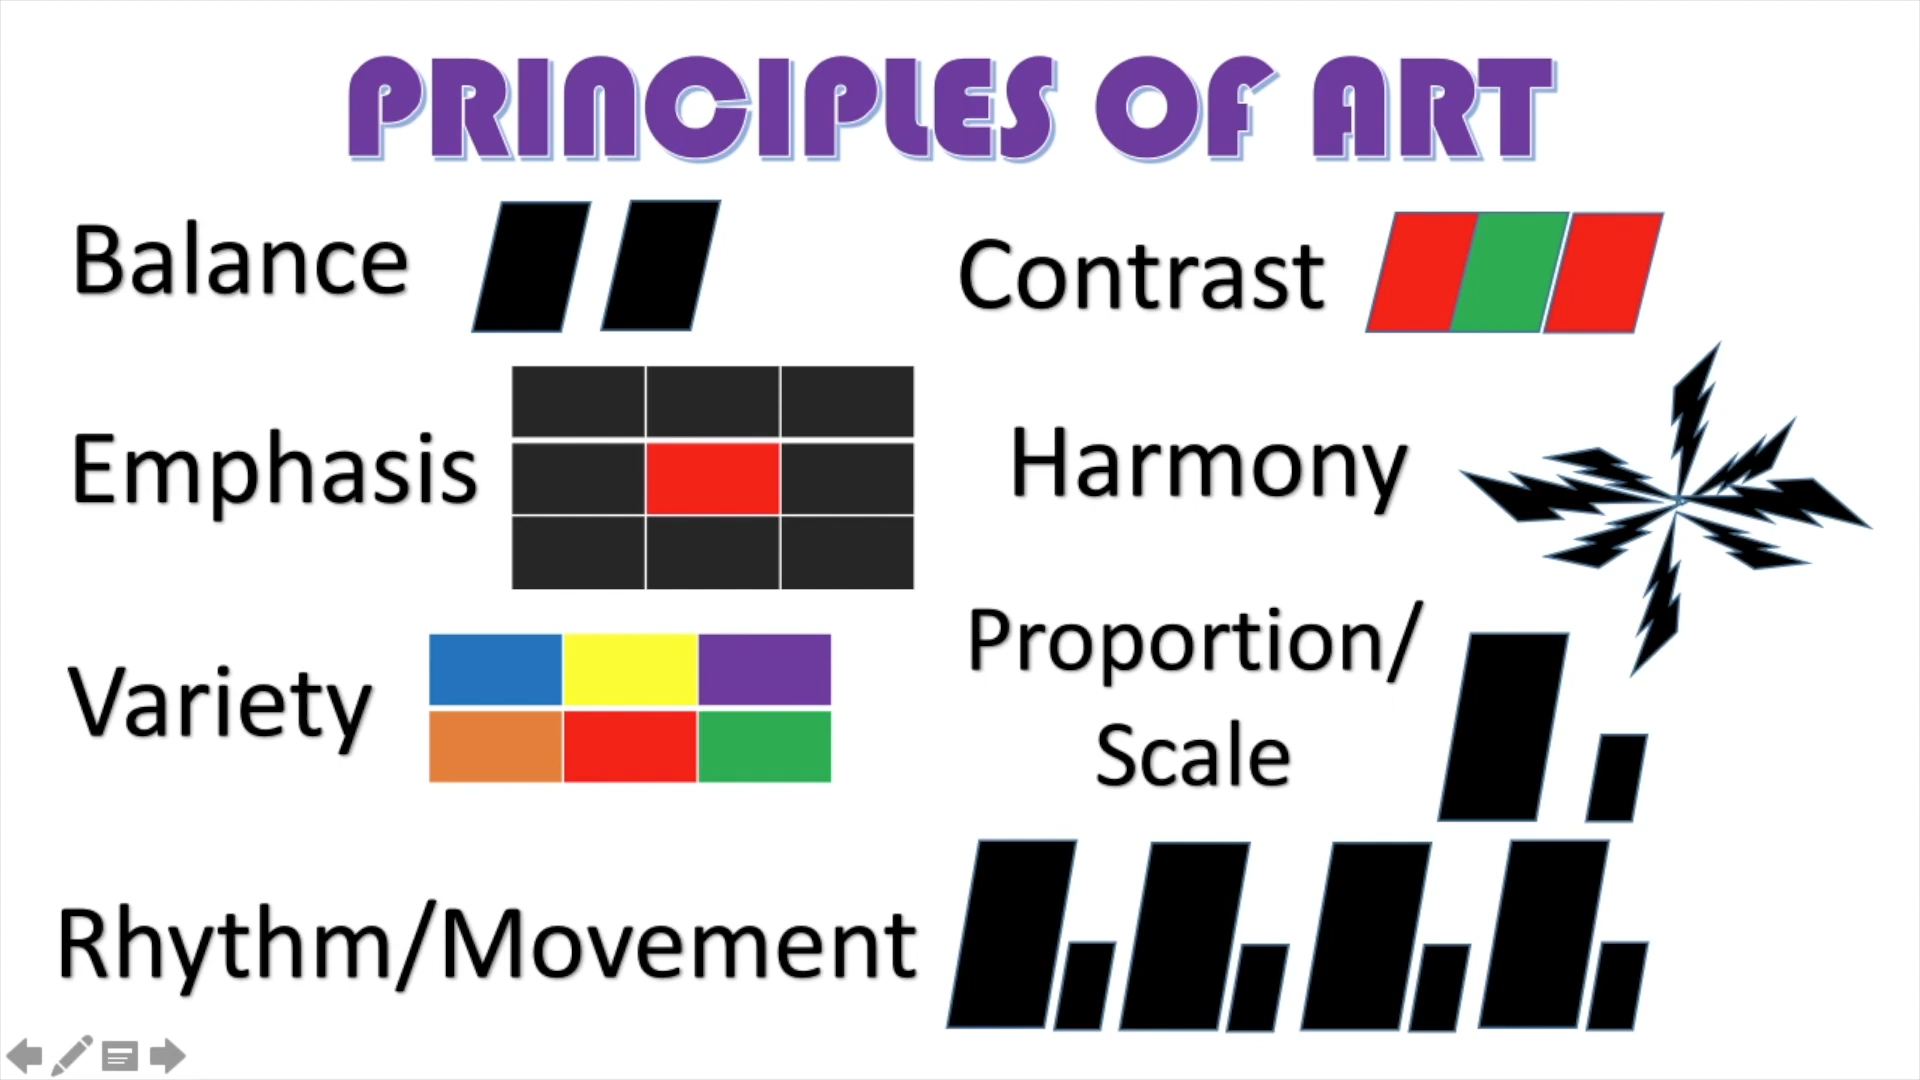 PRINCIPLES OF ART
Balance
Contrast
Emphasis
Harmony
Variety
Proportion/
Scale
Rhythm/Movement